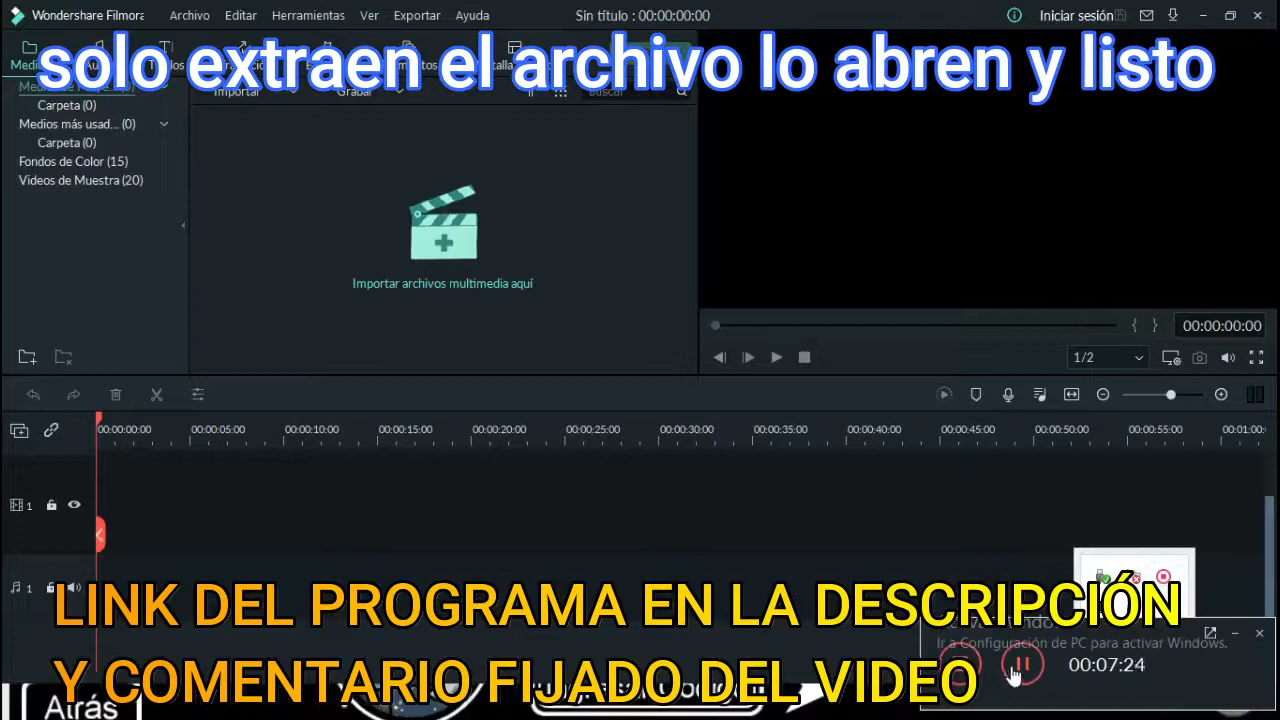 Wondershare Filmora
Archivo Editar Herramientas Ver Exportar Ayuda
Sin título : 00:00:00:00
Iniciar sesión
solo extraen el archivo lo abren y listo
Importar Grabar Buscar
Carpeta (0)
Medios más usad... (0)
Carpeta (0)
Fondos de Color (15)
Videos de Muestra (20)
Importar archivos multimedia aquí
{ } 00:00:00:00
1/2
00:00:00:00 00:00:05:00 00:00:10:00 00:00:15:00 00:00:20:00 00:00:25:00 00:00:30:00 00:00:35:00 00:00:40:00 00:00:45:00 00:00:50:00 00:00:55:00 00:01:00:
1
1
LINK DEL PROGRAMA EN LA DESCRIPCIÓN
Ir a Configuración de PC para activar Windows.
Y COMENTARIO FIJADO DEL VIDEO
00:07:24
Atrás